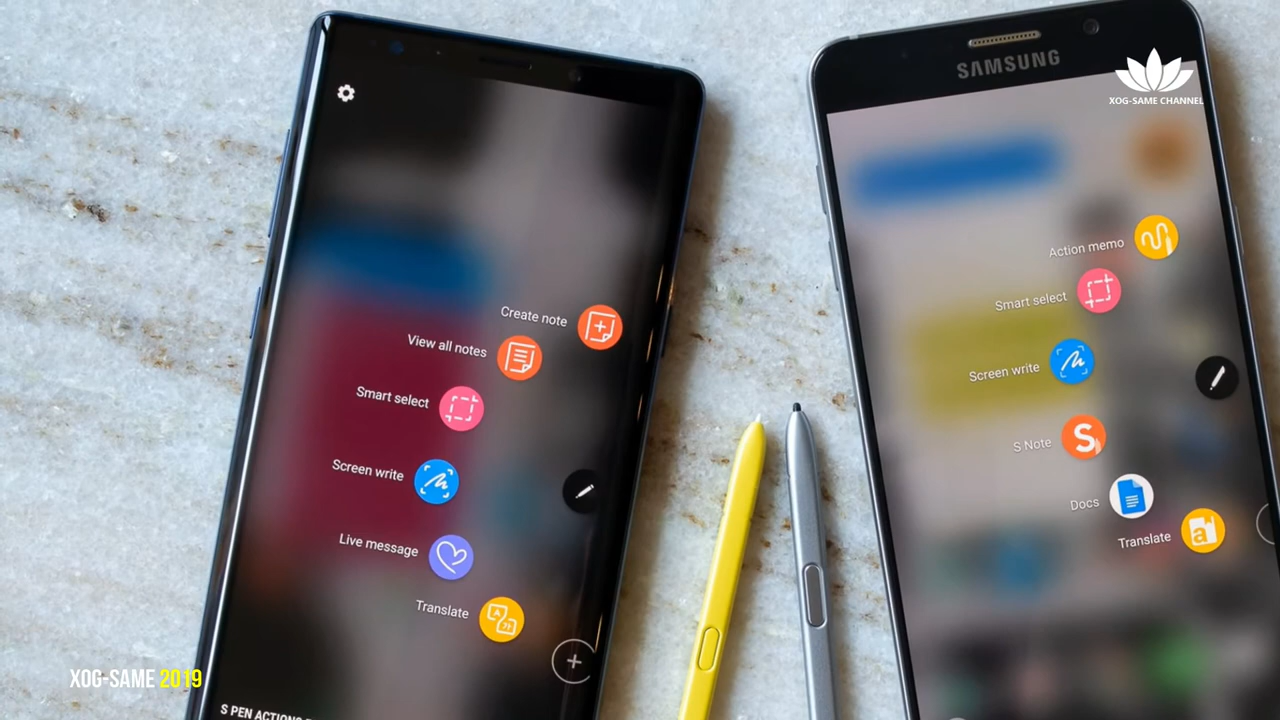 SAMSUNG
XOG-SAME CHANNEL
Create note
View all notes
Smart select
Screen write
Live message
Translate
S PEN ACTIONS
Action memo
Smart select
Screen write
S Note
Docs
Translate
XOG-SAME 2019